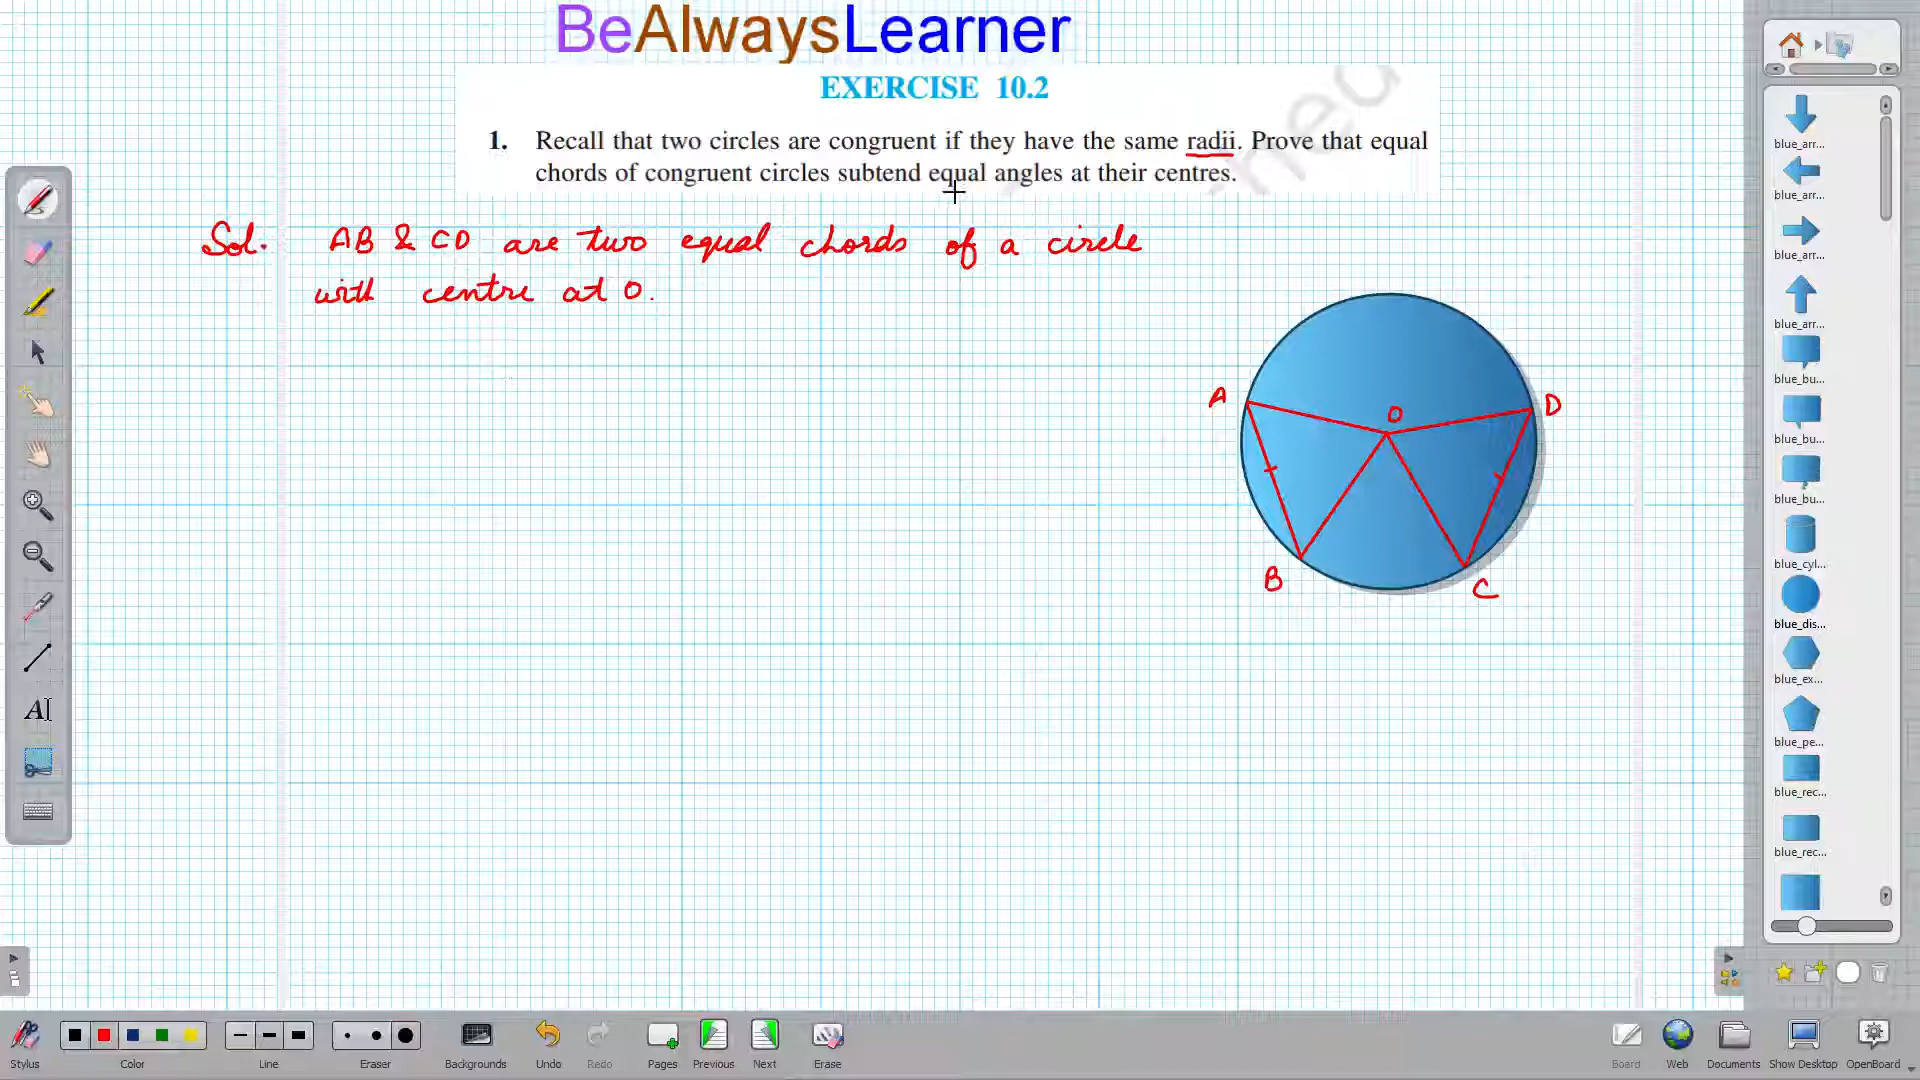 BeAlwaysLearner
EXERCISE 10.2
1. Recall that two circles are congruent if they have the same radii. Prove that equal
chords of congruent circles subtend equal angles at their centres.
Sol. AB & CD are two equal chords of a circle
with centre at O.
A
O
D
B
C
blue_arr...
blue_arr...
blue_arr...
blue_arr...
blue_bu...
blue_bu...
blue_bu...
blue_cyl...
blue_dis...
blue_ex...
blue_pe...
blue_rec...
blue_rec...
Stylus
Color
Line
Eraser
Backgrounds
Undo
Redo
Pages
Previous
Next
Erase
Board
Web
Documents
Show Desktop
OpenBoard